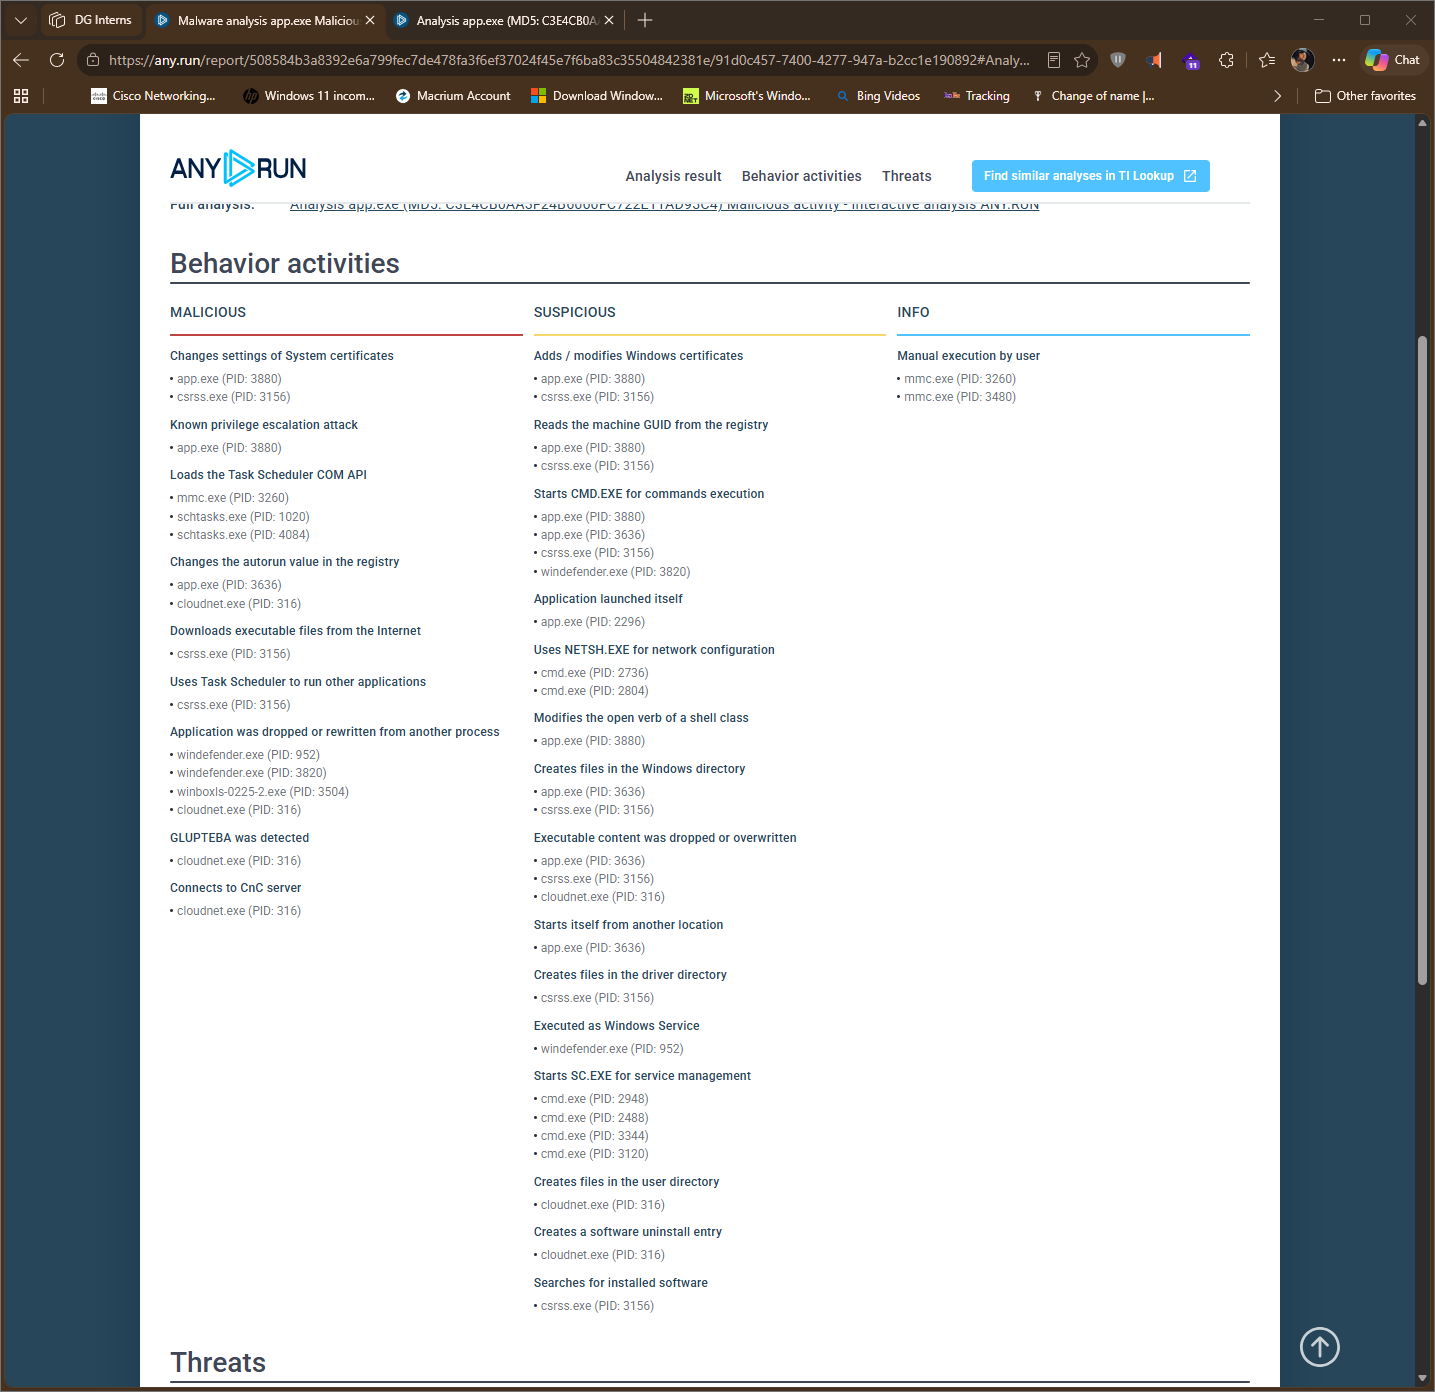 DG Interns
Malware analysis app.exe Maliciou
Analysis app.exe (MD5: C3E4CB0A
https://any.run/report/508584b3a8392e6a799fec7de478fa3f6ef37024f45e7f6ba83c35504842381e/91d0c457-7400-4277-947a-b2cc1e190892#Analy...
11
Chat
Cisco Networking...
Windows 11 incom...
Macrium Account
Download Window...
Microsoft's Windo...
Bing Videos
Tracking
Change of name |...
Other favorites
ANY RUN
Analysis result
Behavior activities
Threats
Find similar analyses in TI Lookup
Full analysis:
Analysis app.exe (MD5: C3E4CB0AA3F24B6060FC722E11AD93C4) Malicious activity - Interactive analysis ANY.RUN
Behavior activities
MALICIOUS
Changes settings of System certificates
• app.exe (PID: 3880)
• csrss.exe (PID: 3156)
Known privilege escalation attack
• app.exe (PID: 3880)
Loads the Task Scheduler COM API
• mmc.exe (PID: 3260)
• schtasks.exe (PID: 1020)
• schtasks.exe (PID: 4084)
Changes the autorun value in the registry
• app.exe (PID: 3636)
• cloudnet.exe (PID: 316)
Downloads executable files from the Internet
• csrss.exe (PID: 3156)
Uses Task Scheduler to run other applications
• csrss.exe (PID: 3156)
Application was dropped or rewritten from another process
• windefender.exe (PID: 952)
• windefender.exe (PID: 3820)
• winboxls-0225-2.exe (PID: 3504)
• cloudnet.exe (PID: 316)
GLUPTEBA was detected
• cloudnet.exe (PID: 316)
Connects to CnC server
• cloudnet.exe (PID: 316)
SUSPICIOUS
Adds / modifies Windows certificates
• app.exe (PID: 3880)
• csrss.exe (PID: 3156)
Reads the machine GUID from the registry
• app.exe (PID: 3880)
• csrss.exe (PID: 3156)
Starts CMD.EXE for commands execution
• app.exe (PID: 3880)
• app.exe (PID: 3636)
• csrss.exe (PID: 3156)
• windefender.exe (PID: 3820)
Application launched itself
• app.exe (PID: 2296)
Uses NETSH.EXE for network configuration
• cmd.exe (PID: 2736)
• cmd.exe (PID: 2804)
Modifies the open verb of a shell class
• app.exe (PID: 3880)
Creates files in the Windows directory
• app.exe (PID: 3636)
• csrss.exe (PID: 3156)
Executable content was dropped or overwritten
• app.exe (PID: 3636)
• csrss.exe (PID: 3156)
• cloudnet.exe (PID: 316)
Starts itself from another location
• app.exe (PID: 3636)
Creates files in the driver directory
• csrss.exe (PID: 3156)
Executed as Windows Service
• windefender.exe (PID: 952)
Starts SC.EXE for service management
• cmd.exe (PID: 2948)
• cmd.exe (PID: 2488)
• cmd.exe (PID: 3344)
• cmd.exe (PID: 3120)
Creates files in the user directory
• cloudnet.exe (PID: 316)
Creates a software uninstall entry
• cloudnet.exe (PID: 316)
Searches for installed software
• csrss.exe (PID: 3156)
INFO
Manual execution by user
• mmc.exe (PID: 3260)
• mmc.exe (PID: 3480)
Threats